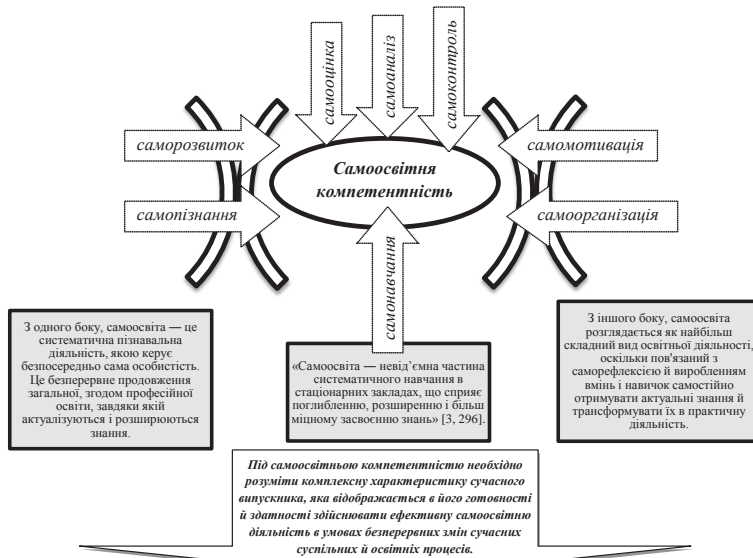 самооцінка
самоаналіз
самоконтроль
саморозвиток
самомотивація
Самоосвітня
компетентність
самопізнання
самоорганізація
самонавчання
З одного боку, самоосвіта — це
систематична пізнавальна
діяльність, якою керує
безпосередньо сама особистість.
Це безперервне продовження
загальної, згодом професійної
освіти, завдяки якій
актуалізуються і розширюються
знання.
«Самоосвіта — невід’ємна частина
систематичного навчання в
стаціонарних закладах, що сприяє
поглибленню, розширенню і більш
міцному засвоєнню знань» [3, 296].
З іншого боку, самоосвіта
розглядається як найбільш
складний вид освітньої діяльності,
оскільки пов'язаний з
саморефлексією й виробленням
вмінь і навичок самостійно
отримувати актуальні знання й
трансформувати їх в практичну
діяльність.
Під самоосвітньою компетентністю необхідно
розуміти комплексну характеристику сучасного
випускника, яка відображається в його готовності
й здатності здійснювати ефективну самоосвітню
діяльність в умовах безперервних змін сучасних
суспільних й освітніх процесів.